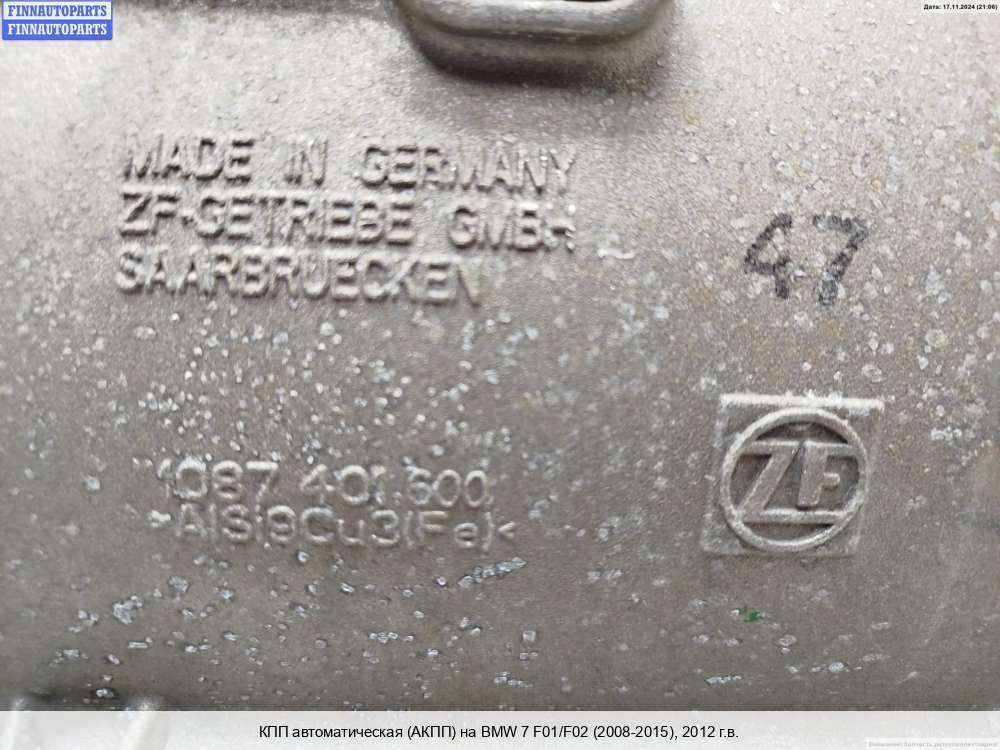 FINNAUTOPARTS
FINNAUTOPARTS
Дата: 17.11.2024 (21:06)
MADE IN GERMANY
ZF-GETRIEBE GMBH
SAARBRUECKEN
47
1087 401 600
>AlSi9Cu3(Fe)<
ZF
КПП автоматическая (АКПП) на BMW 7 F01/F02 (2008-2015), 2012 г.в.